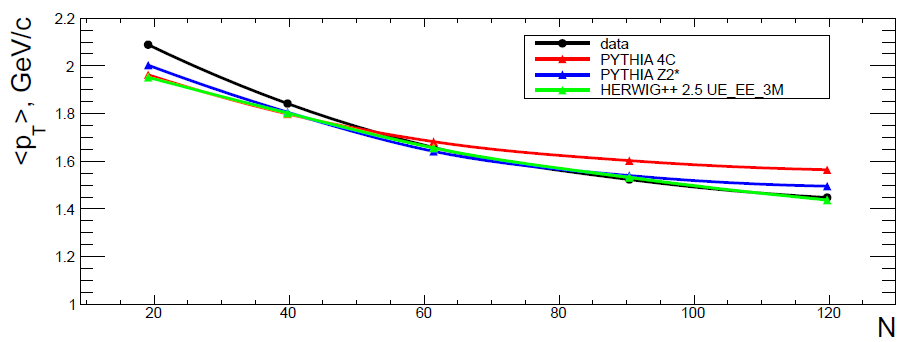 <pT>, GeV/c
2.2
2
1.8
1.6
1.4
1.2
1
data
PYTHIA 4C
PYTHIA Z2*
HERWIG++ 2.5 UE_EE_3M
20 40 60 80 100 120
N